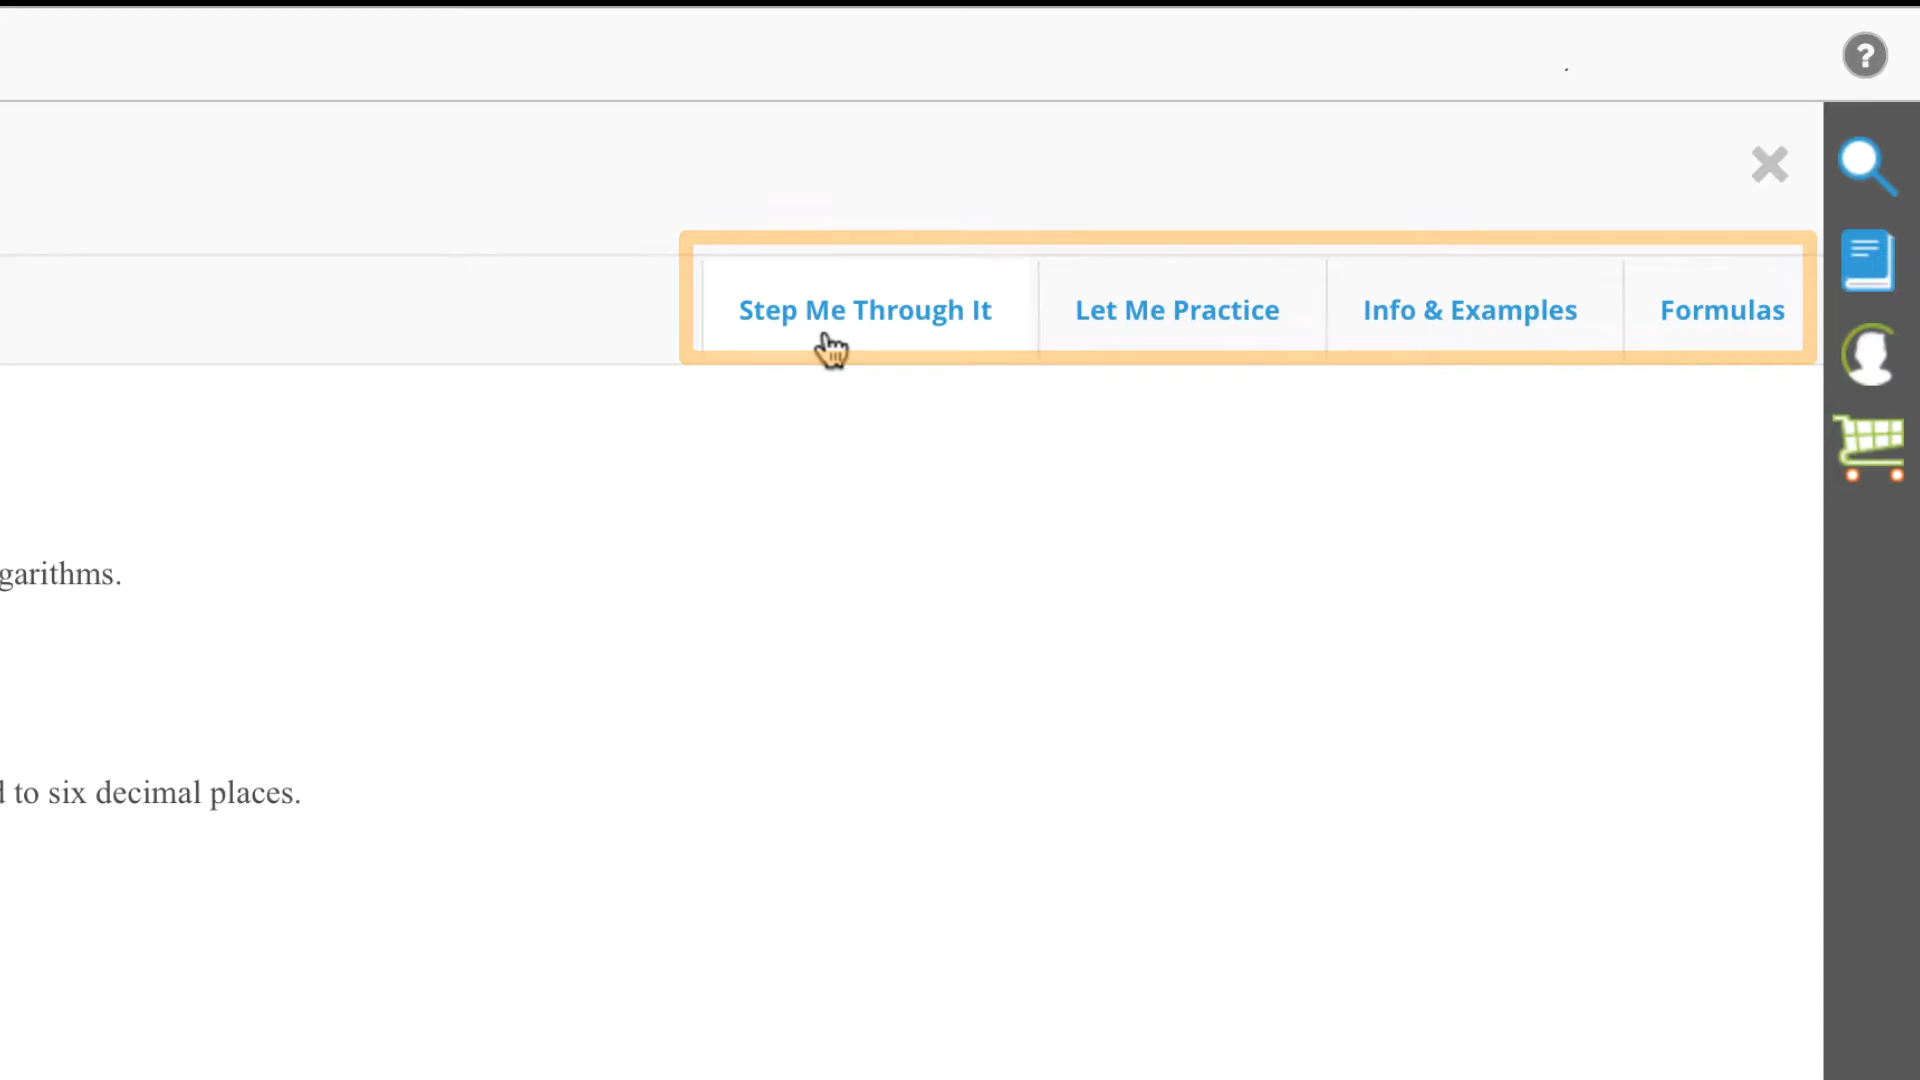 ?
Step Me Through It
Let Me Practice
Info & Examples
Formulas
garithms.
to six decimal places.